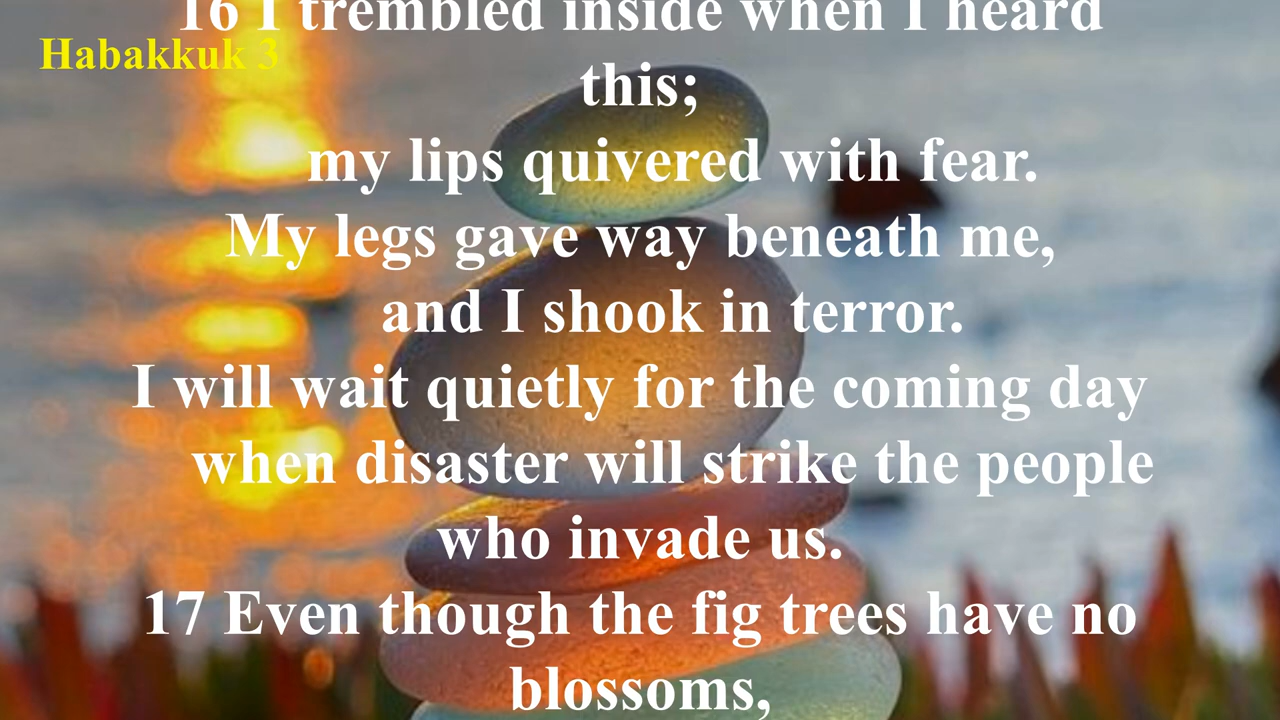 16 I trembled inside when I heard
Habakkuk 3
this;
my lips quivered with fear.
My legs gave way beneath me,
and I shook in terror.
I will wait quietly for the coming day
when disaster will strike the people
who invade us.
17 Even though the fig trees have no
blossoms,